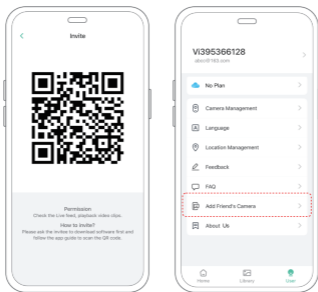 Invite
Permission
Check the Live feed, playback video clips.
How to Invite?
Please ask the invitee to download software first and
follow the app guide to scan the QR code.
Vi395366128
No Plan
Camera Management
Language
Location Management
Feedback
FAQ
Add Friend's Camera
About Us
Home
Library
User